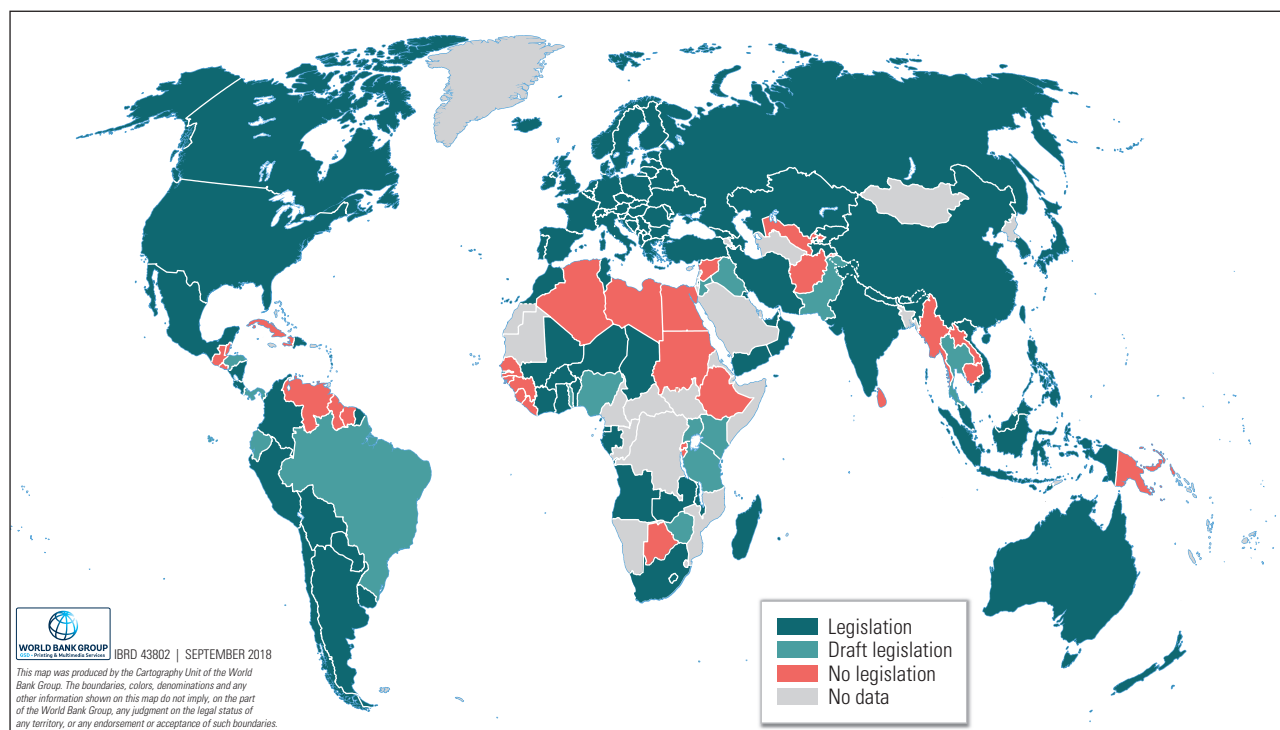 Legislation
Draft legislation
No legislation
No data
WORLD BANK GROUP
GSD - Printing & Multimedia Services
IBRD 43802 | SEPTEMBER 2018
This map was produced by the Cartography Unit of the World
Bank Group. The boundaries, colors, denominations and any
other information shown on this map do not imply, on the part
of the World Bank Group, any judgment on the legal status of
any territory, or any endorsement or acceptance of such boundaries.